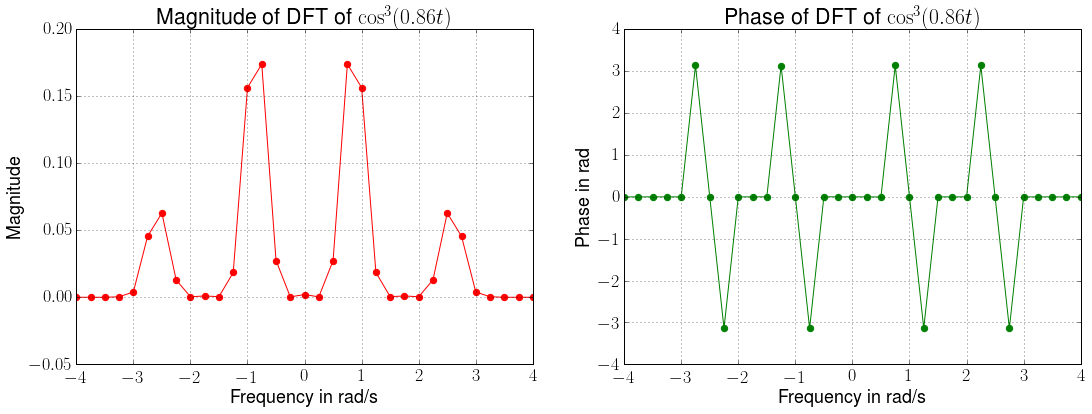 Magnitude of DFT of cos³(0.86t)
0.20
0.15
0.10
0.05
0.00
−0.05
Magnitude
−4 −3 −2 −1 0 1 2 3 4
Frequency in rad/s
Phase of DFT of cos³(0.86t)
4
3
2
1
0
−1
−2
−3
−4
Phase in rad
−4 −3 −2 −1 0 1 2 3 4
Frequency in rad/s